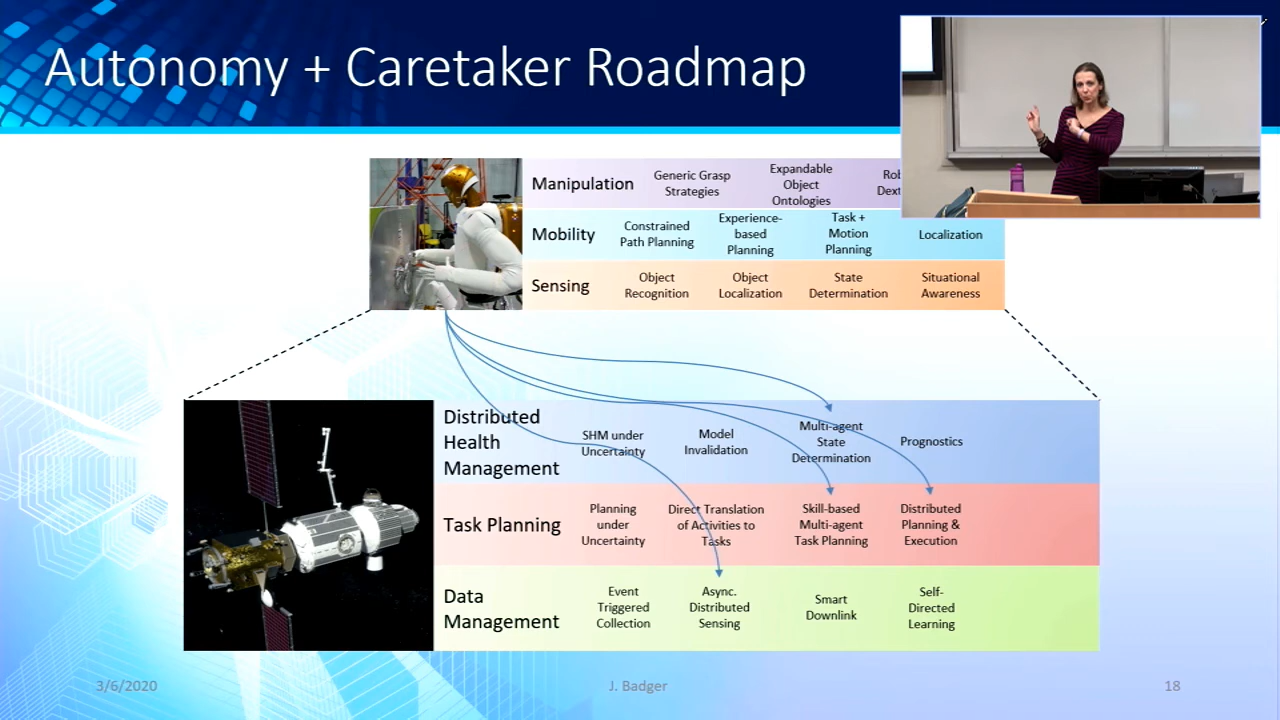 Autonomy + Caretaker Roadmap
Manipulation
Generic Grasp
Strategies
Expandable
Object
Ontologies
Mobility
Constrained
Path Planning
Experience-
based
Planning
Task +
Motion
Planning
Localization
Sensing
Object
Recognition
Object
Localization
State
Determination
Situational
Awareness
Distributed
Health
Management
SHM under
Uncertainty
Model
Invalidation
Multi-agent
State
Determination
Prognostics
Task Planning
Planning
under
Uncertainty
Direct Translation
of Activities to
Tasks
Skill-based
Multi-agent
Task Planning
Distributed
Planning &
Execution
Data
Management
Event
Triggered
Collection
Async.
Distributed
Sensing
Smart
Downlink
Self-
Directed
Learning
3/6/2020
J. Badger
18